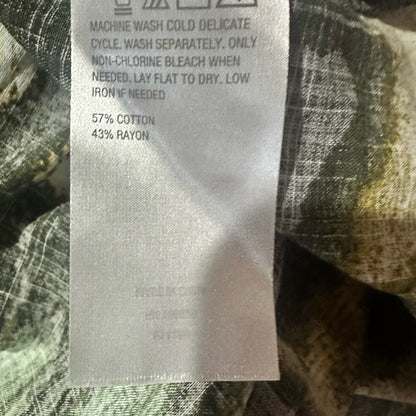 MACHINE WASH COLD DELICATE
CYCLE. WASH SEPARATELY. ONLY
NON-CHLORINE BLEACH WHEN
NEEDED. LAY FLAT TO DRY. LOW
IRON IF NEEDED
57% COTTON
43% RAYON